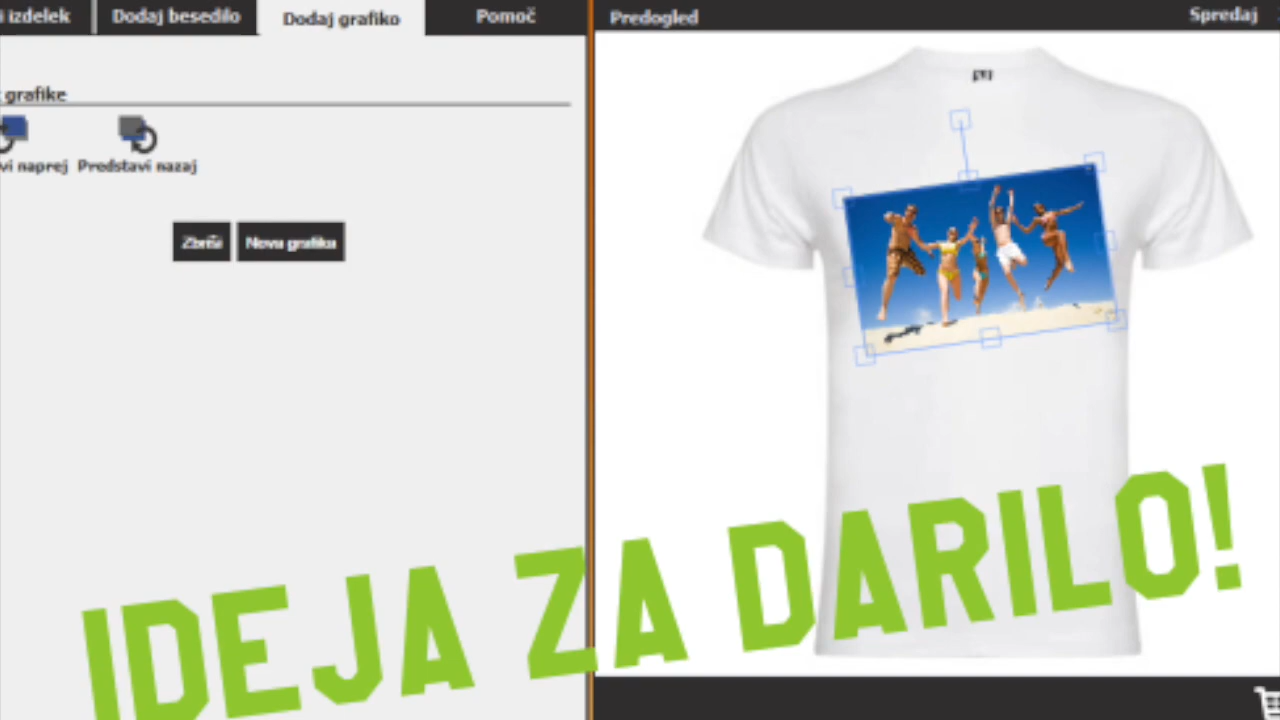 i izdelek
Dodaj besedilo
Dodaj grafiko
Pomoč
Predogled
Spredaj
grafike
vi naprej
Predstavi nazaj
Zbriši
Nova grafika
IDEJA ZA DARILO!